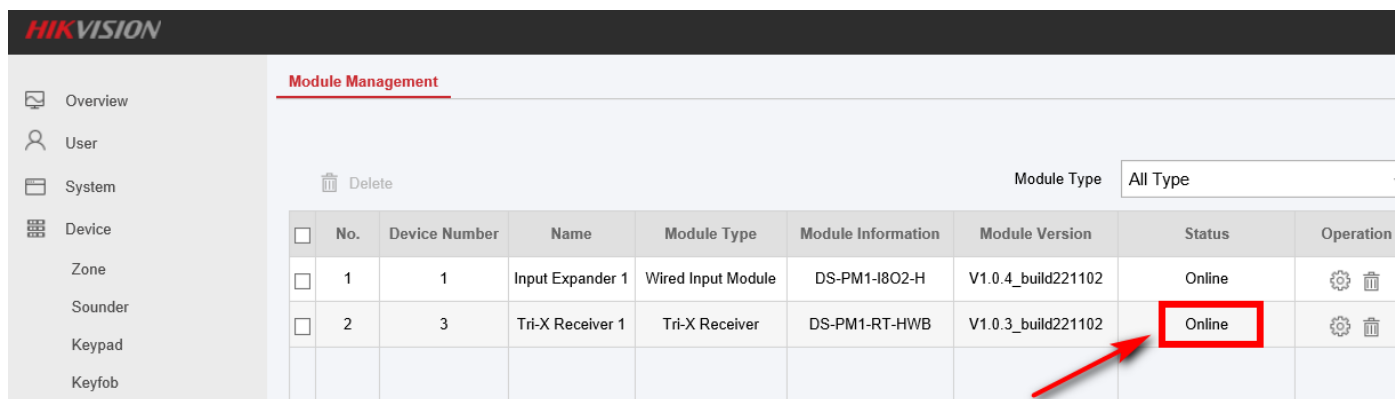 HIKVISION
Overview
User
System
Device
Zone
Sounder
Keypad
Keyfob
Module Management
Delete
Module Type All Type
No. Device Number Name Module Type Module Information Module Version Status Operation
1 1 Input Expander 1 Wired Input Module DS-PM1-I8O2-H V1.0.4_build221102 Online
2 3 Tri-X Receiver 1 Tri-X Receiver DS-PM1-RT-HWB V1.0.3_build221102 Online